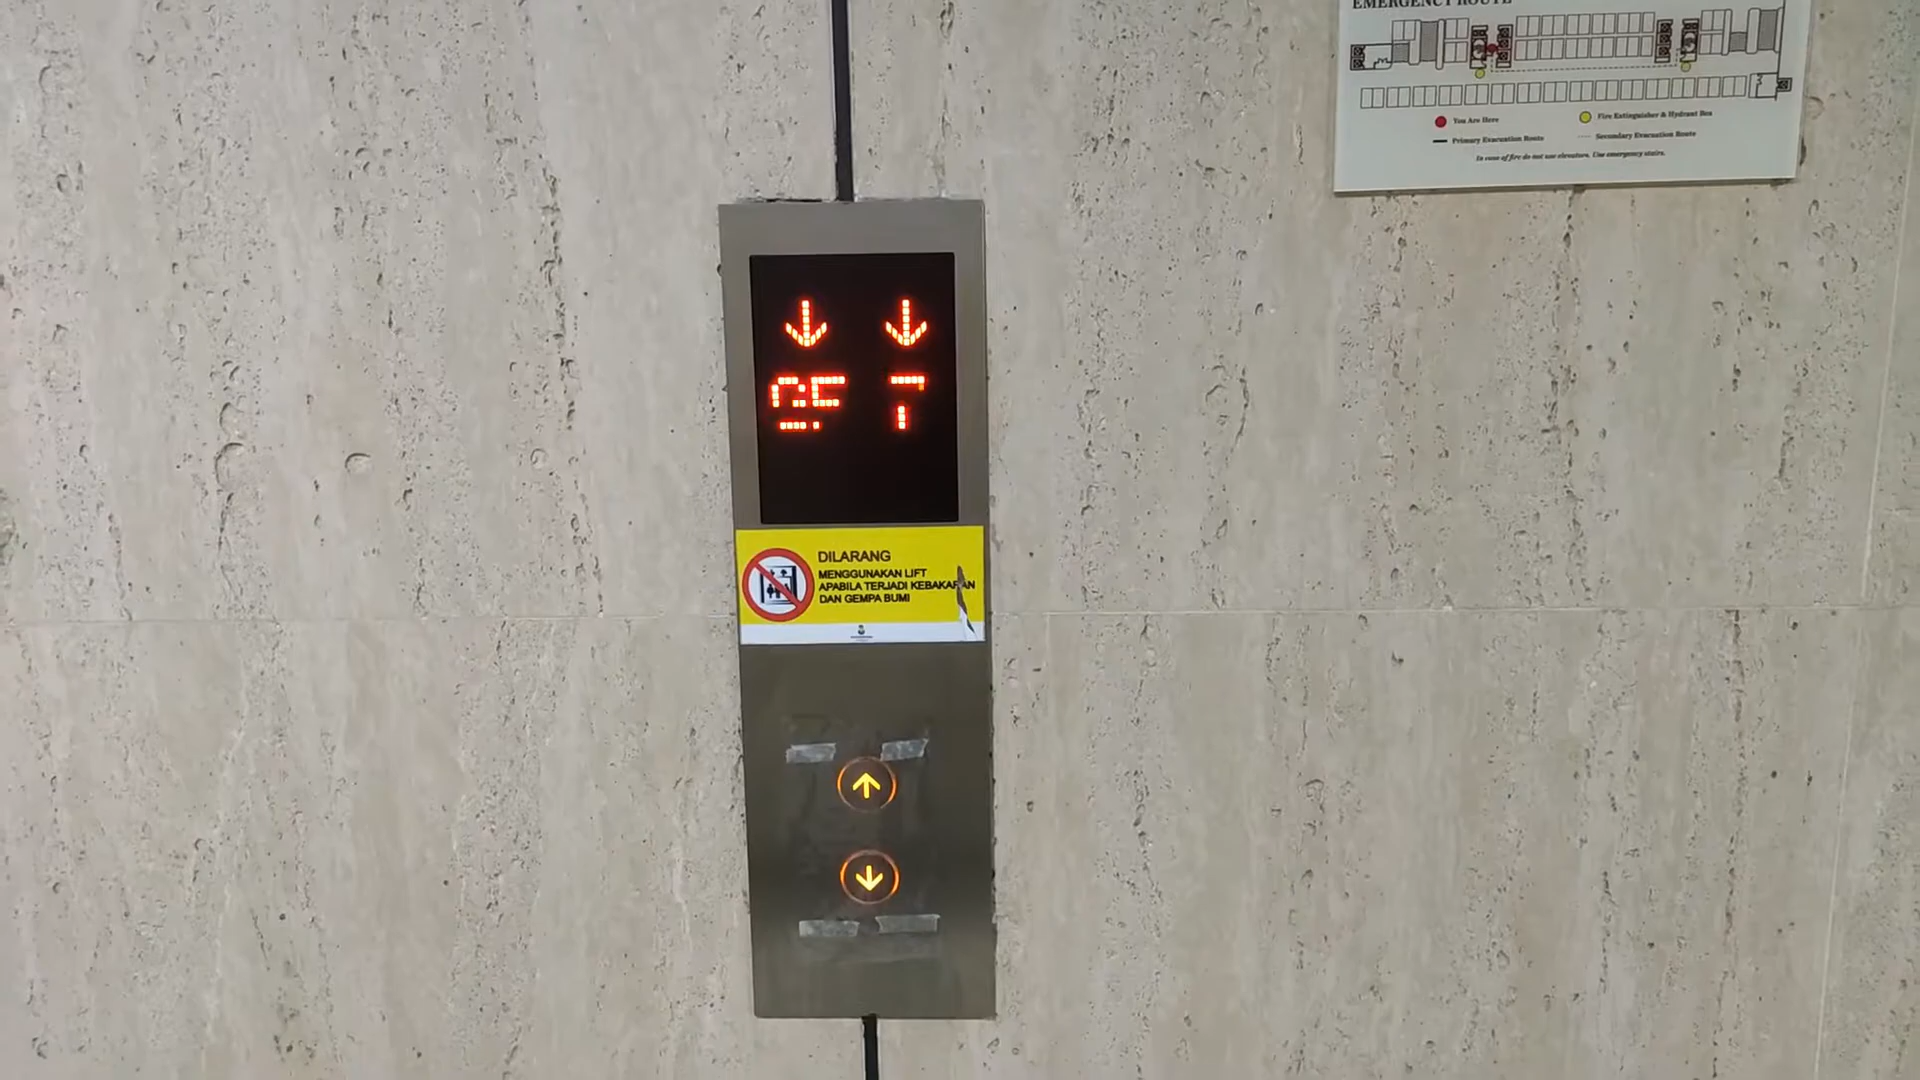 EMERGENCY ROUTE
You Are Here
Fire Extinguisher & Hydrant Box
Primary Evacuation Route
Secondary Evacuation Route
In case of fire do not use elevators. Use emergency stairs.
DILARANG
MENGGUNAKAN LIFT
APABILA TERJADI KEBAKARAN
DAN GEMPA BUMI